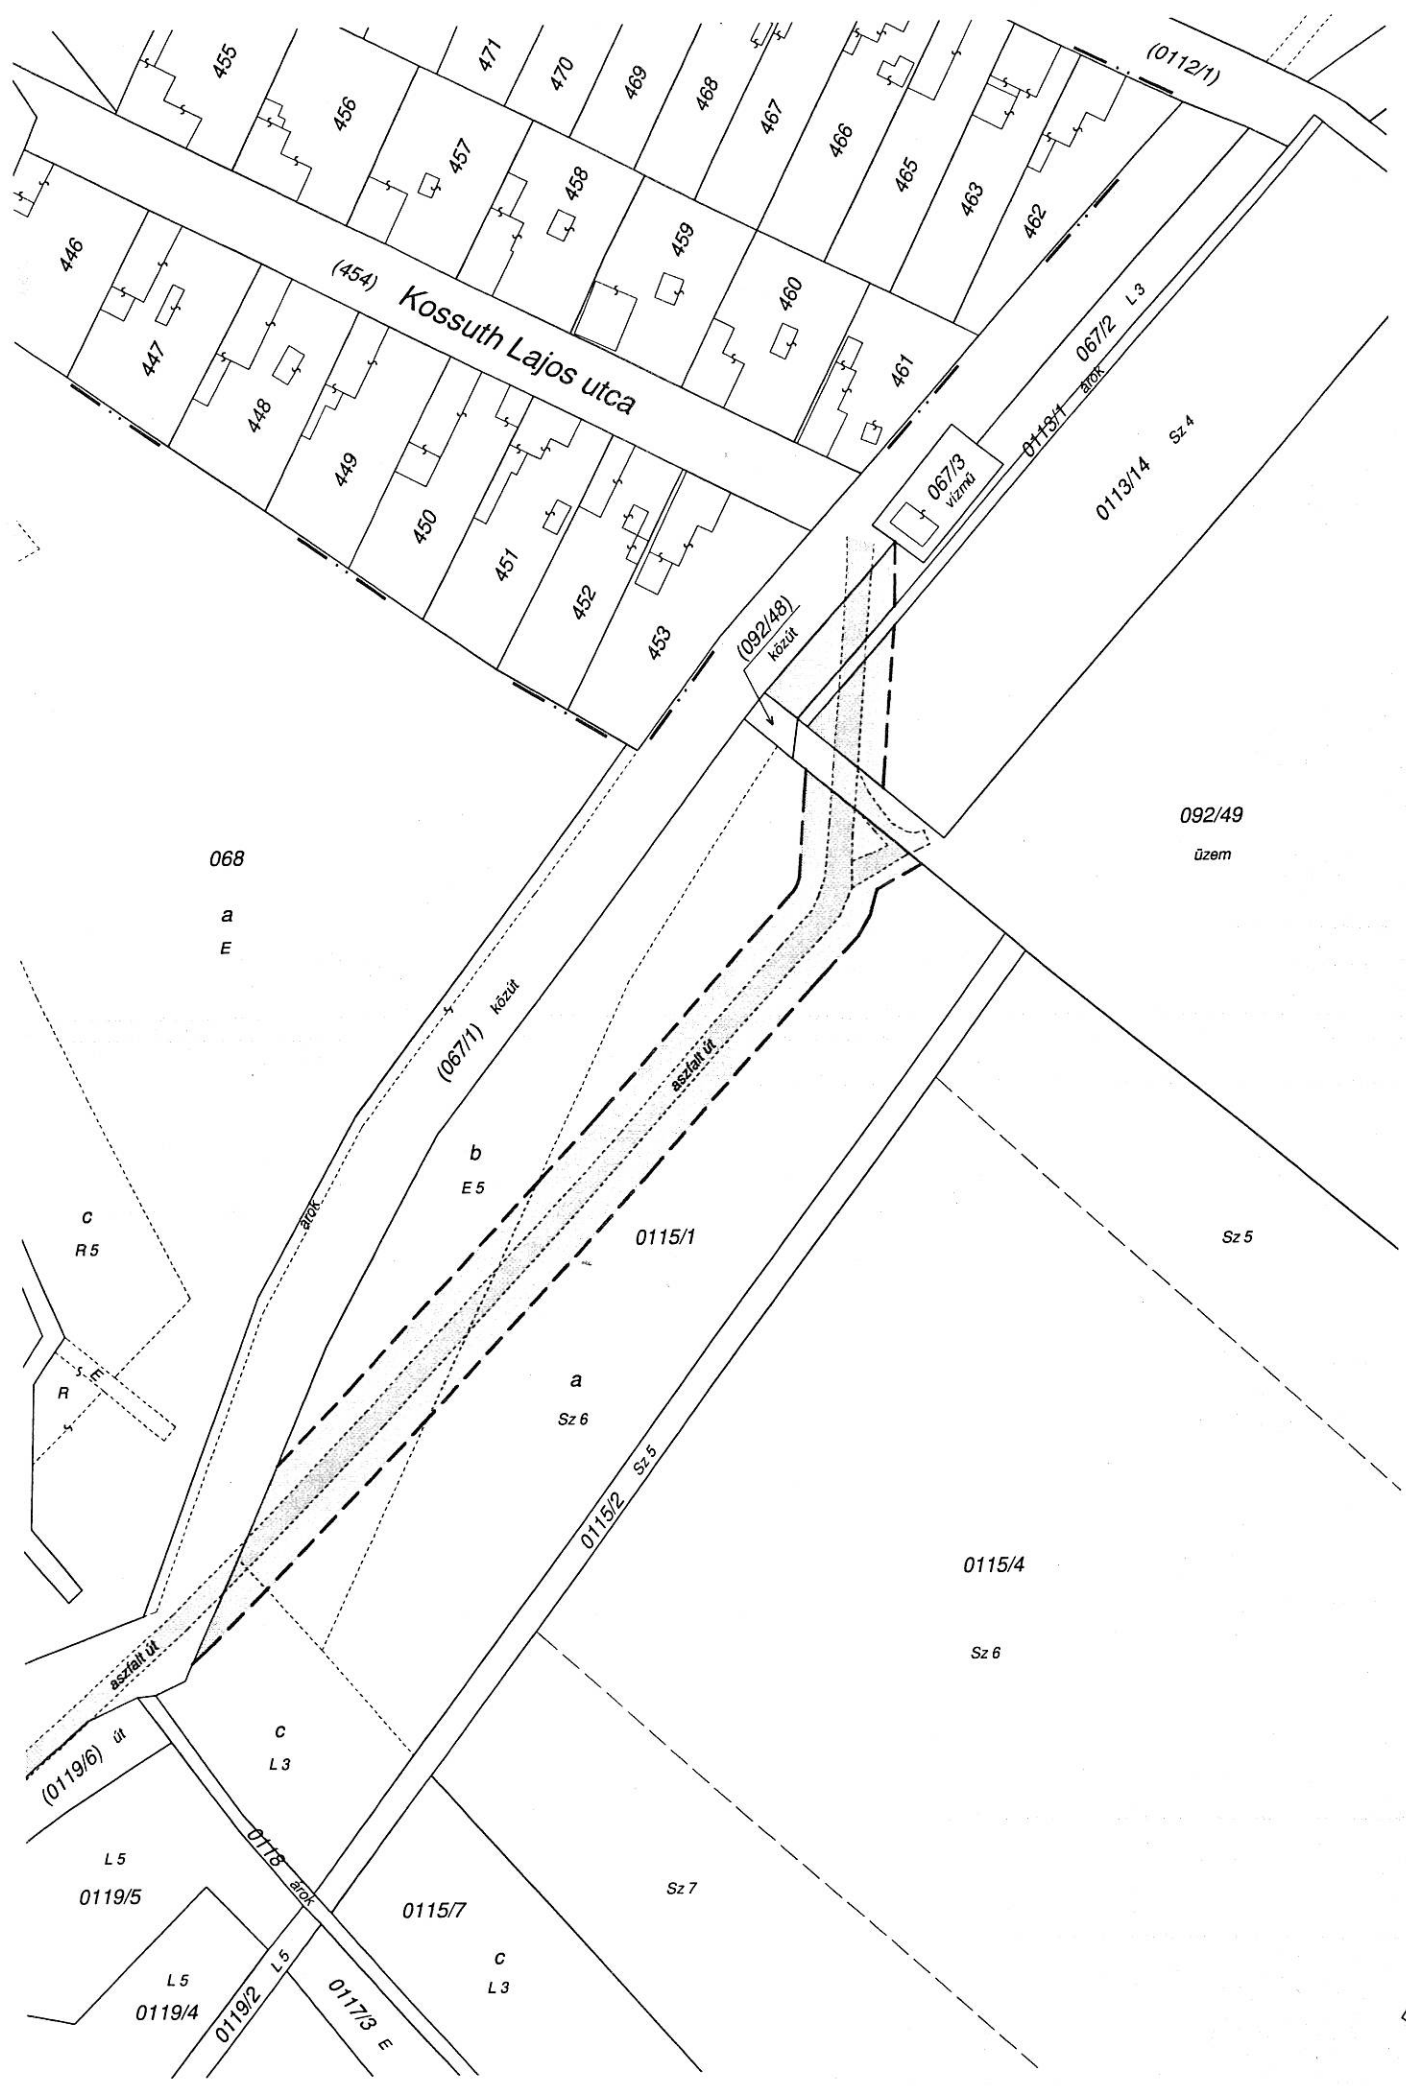 (0112/1)
455
471
470
469
468
467
466
465
463
462
456
457
458
459
460
461
446
(454) Kossuth Lajos utca
447
448
449
450
451
452
453
067/2 L 3
0113/1 árok
067/3
vízmű
0113/14 Sz 4
(092/48)
közút
092/49
üzem
068
a
E
(067/1) közút
aszfalt út
b
E 5
árok
c
R 5
0115/1
Sz 5
R
E
a
Sz 6
0115/2 Sz 5
0115/4
Sz 6
aszfalt út
(0119/6) út
c
L 3
0118 árok
L 5
0119/5
0115/7
Sz 7
c
L 3
L 5
0119/4
0119/2 L 5
0117/3 E